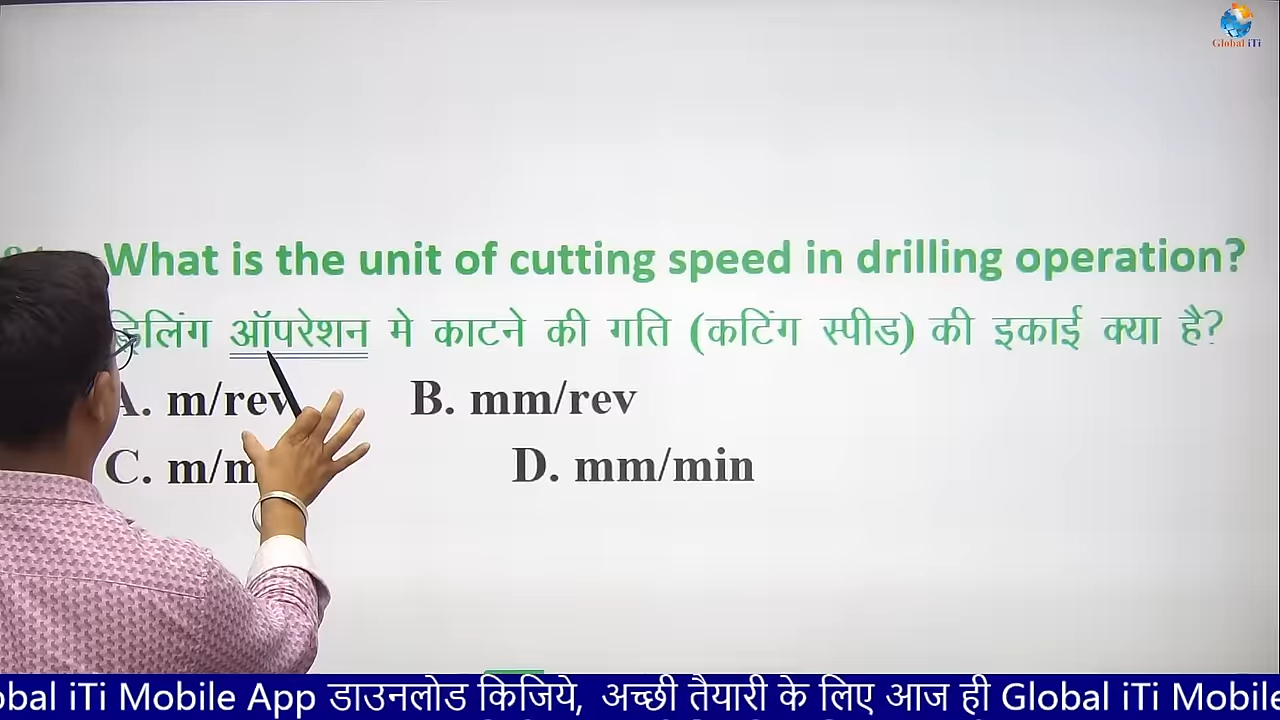 Global iTi
What is the unit of cutting speed in drilling operation?
ड्रिलिंग ऑपरेशन मे काटने की गति (कटिंग स्पीड) की इकाई क्या है?
A. m/rev B. mm/rev
C. D. mm/min
iTi Mobile App डाउनलोड किजिये, अच्छी तैयारी के लिए आज ही Global iTi Mobile